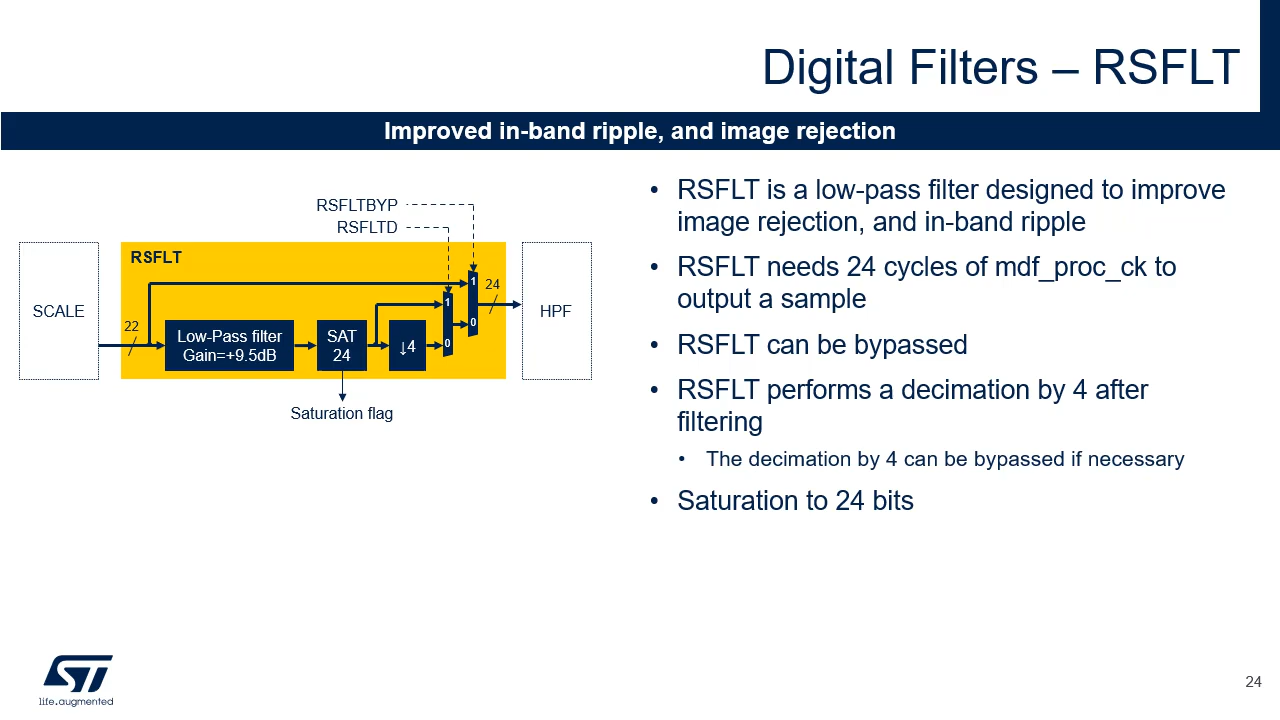 Digital Filters – RSFLT
Improved in-band ripple, and image rejection
RSFLTBYP
RSFLTD
RSFLT
SCALE
22
Low-Pass filter
Gain=+9.5dB
SAT
24
↓4
1
0
1
0
24
HPF
Saturation flag
• RSFLT is a low-pass filter designed to improve
image rejection, and in-band ripple
• RSFLT needs 24 cycles of mdf_proc_ck to
output a sample
• RSFLT can be bypassed
• RSFLT performs a decimation by 4 after
filtering
• The decimation by 4 can be bypassed if necessary
• Saturation to 24 bits
ST
life.augmented
24